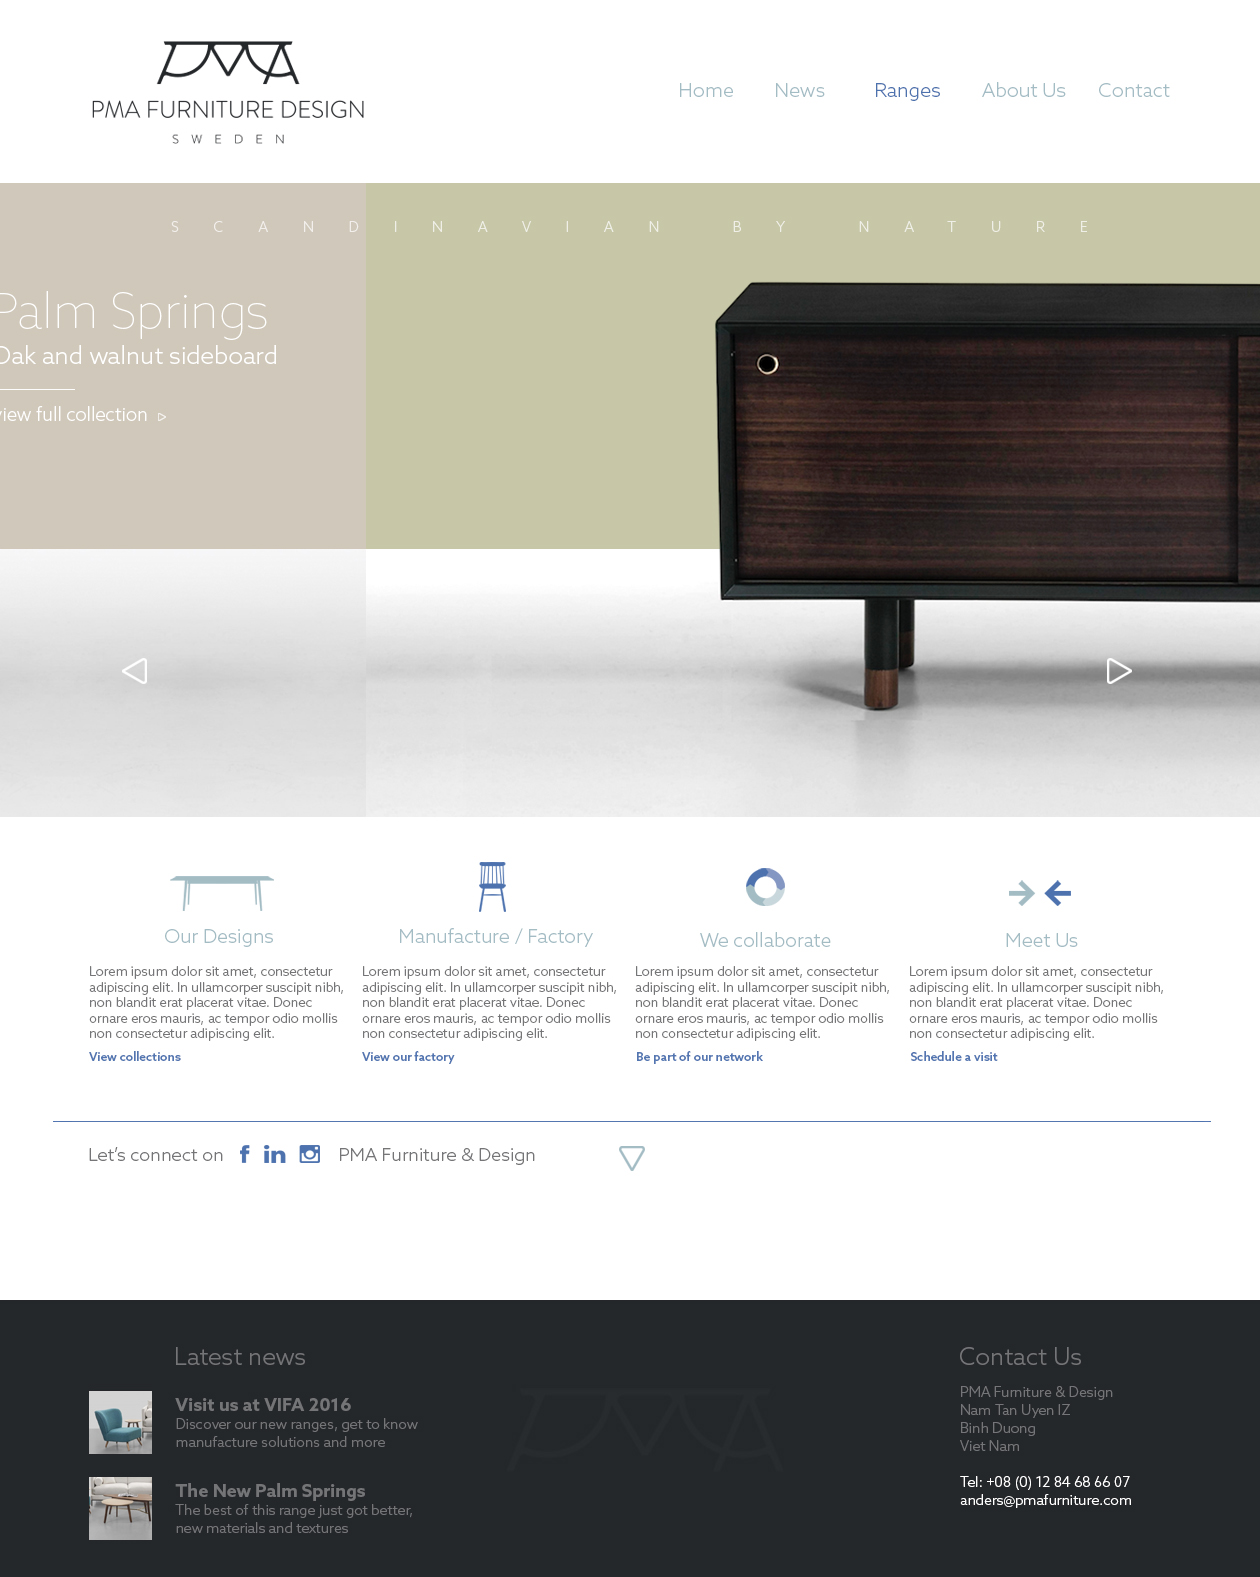 PMA
PMA FURNITURE DESIGN
SWEDEN
Home News Ranges About Us Contact
SCANDINAVIAN BY NATURE
Palm Springs
Oak and walnut sideboard
view full collection
Our Designs
Lorem ipsum dolor sit amet, consectetur
adipiscing elit. In ullamcorper suscipit nibh,
non blandit erat placerat vitae. Donec
ornare eros mauris, ac tempor odio mollis
non consectetur adipiscing elit.
View collections
Manufacture / Factory
Lorem ipsum dolor sit amet, consectetur
adipiscing elit. In ullamcorper suscipit nibh,
non blandit erat placerat vitae. Donec
ornare eros mauris, ac tempor odio mollis
non consectetur adipiscing elit.
View our factory
We collaborate
Lorem ipsum dolor sit amet, consectetur
adipiscing elit. In ullamcorper suscipit nibh,
non blandit erat placerat vitae. Donec
ornare eros mauris, ac tempor odio mollis
non consectetur adipiscing elit.
Be part of our network
Meet Us
Lorem ipsum dolor sit amet, consectetur
adipiscing elit. In ullamcorper suscipit nibh,
non blandit erat placerat vitae. Donec
ornare eros mauris, ac tempor odio mollis
non consectetur adipiscing elit.
Schedule a visit
Let's connect on f in PMA Furniture & Design
Latest news
Visit us at VIFA 2016
Discover our new ranges, get to know
manufacture solutions and more
The New Palm Springs
The best of this range just got better,
new materials and textures
PMA
Contact Us
PMA Furniture & Design
Nam Tan Uyen IZ
Binh Duong
Viet Nam
Tel: +08 (0) 12 84 68 66 07
anders@pmafurniture.com